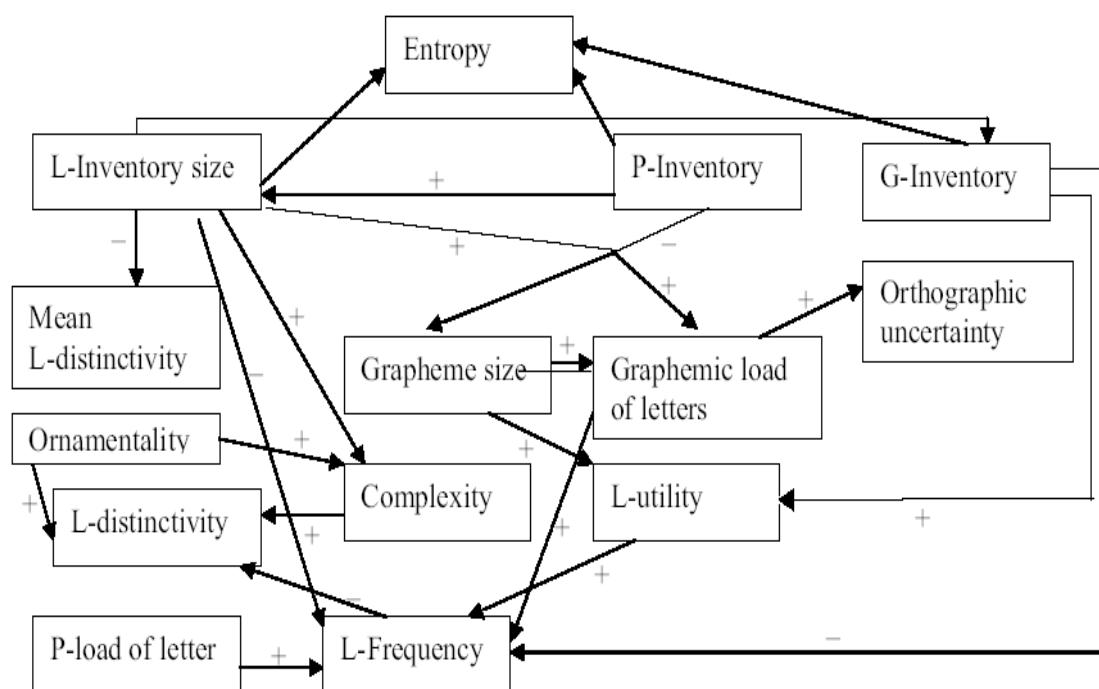 Entropy
L-Inventory size
P-Inventory
G-Inventory
+
+
−
−
+
Mean
L-distinctivity
+
+
Orthographic
uncertainty
−
+
Grapheme size
Graphemic load
of letters
Ornamentality
+
+
+
L-distinctivity
Complexity
L-utility
+
+
+
+
−
P-load of letter
+
L-Frequency
−